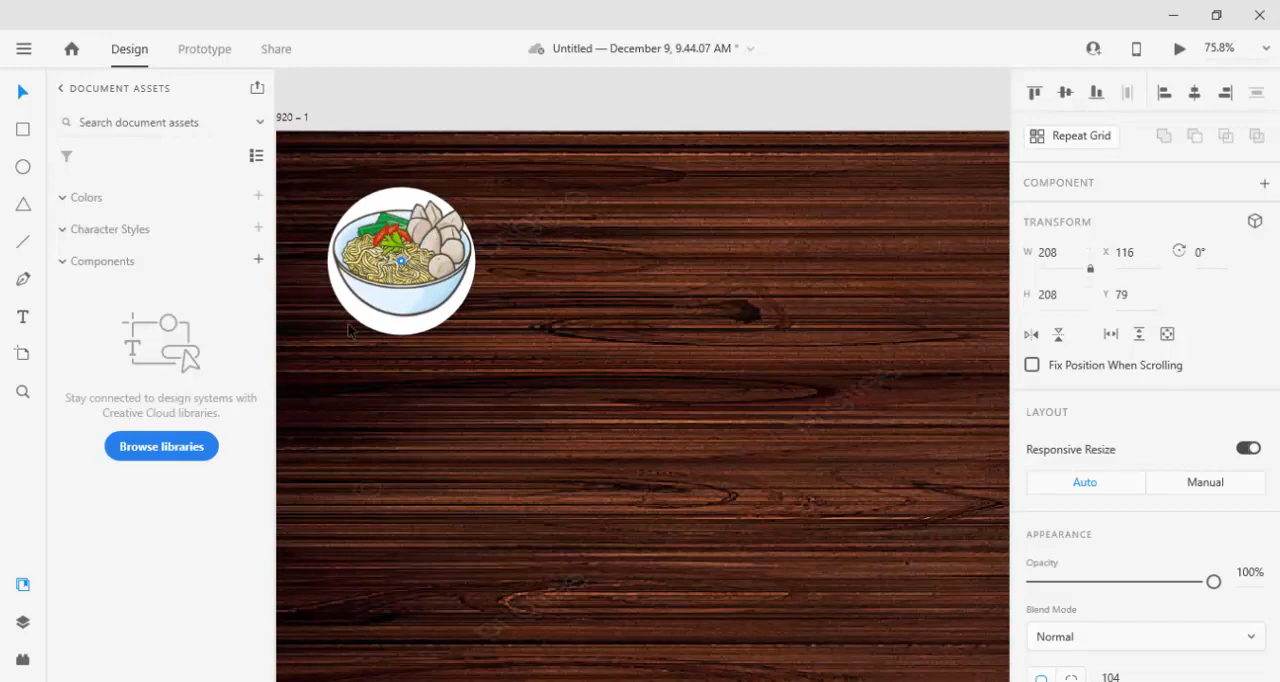 Design
Prototype
Share
Untitled — December 9, 9.44.07 AM *
75.8%
DOCUMENT ASSETS
Search document assets
Colors
Character Styles
Components
Stay connected to design systems with
Creative Cloud libraries.
Browse libraries
920 – 1
Repeat Grid
COMPONENT
TRANSFORM
W 208
X 116
0°
H 208
Y 79
Fix Position When Scrolling
LAYOUT
Responsive Resize
Auto
Manual
APPEARANCE
Opacity
100%
Blend Mode
Normal
104